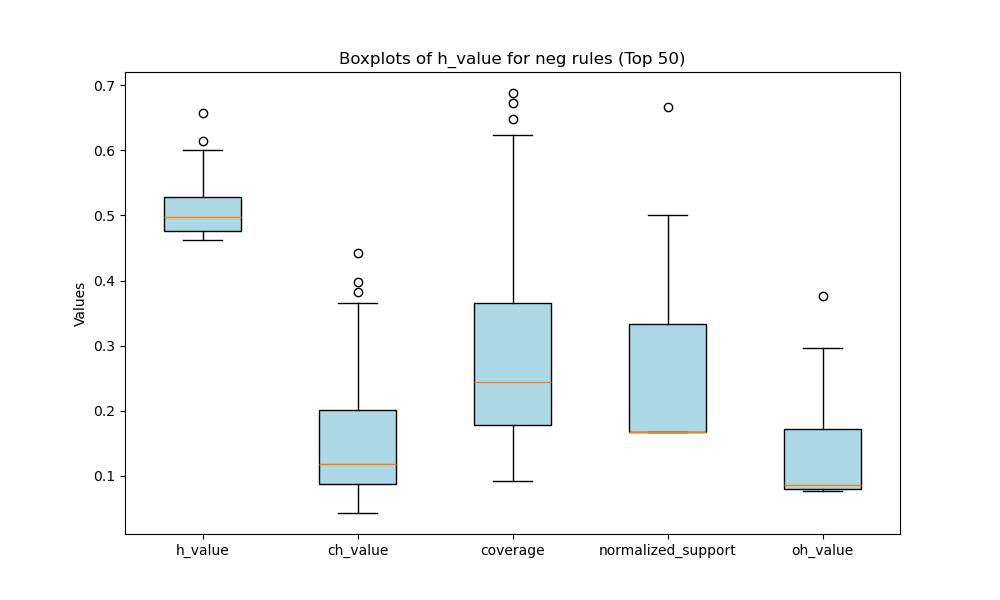 Boxplots of h_value for neg rules (Top 50)
Values
0.7
0.6
0.5
0.4
0.3
0.2
0.1
h_value
ch_value
coverage
normalized_support
oh_value